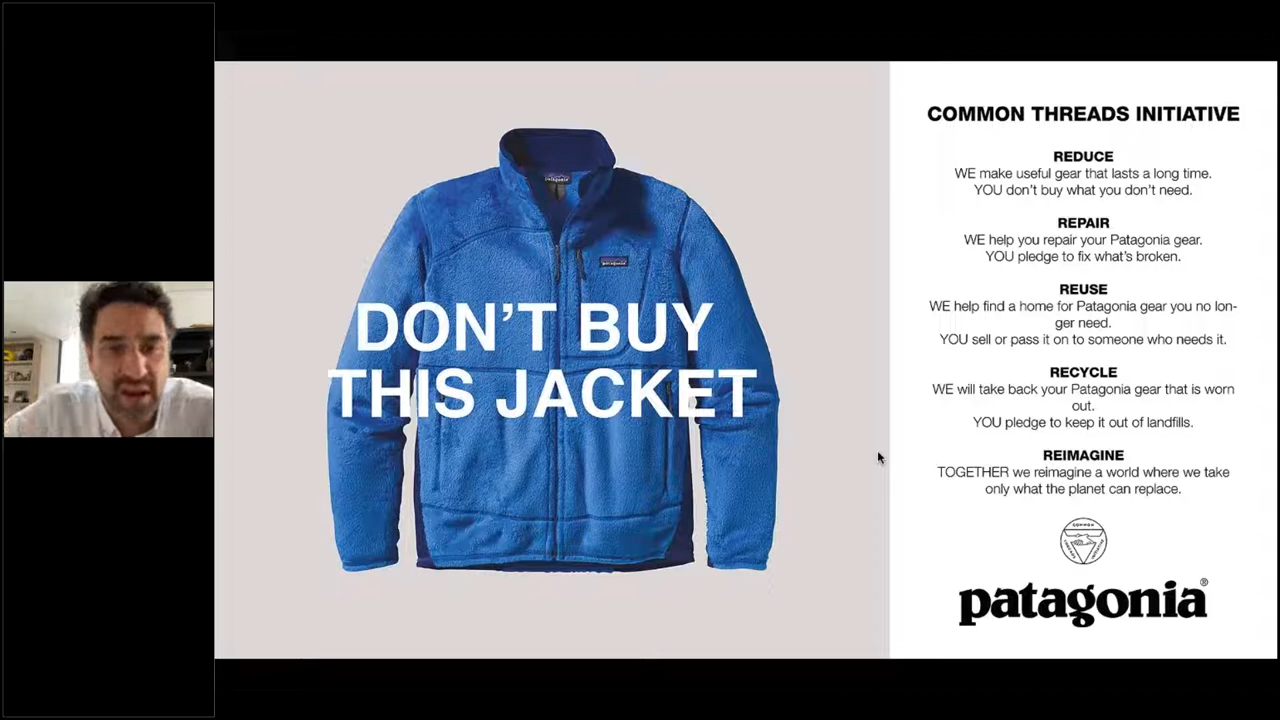 DON'T BUY
THIS JACKET
patagonia
patagonia
COMMON THREADS INITIATIVE
REDUCE
WE make useful gear that lasts a long time.
YOU don't buy what you don't need.
REPAIR
WE help you repair your Patagonia gear.
YOU pledge to fix what's broken.
REUSE
WE help find a home for Patagonia gear you no lon-
ger need.
YOU sell or pass it on to someone who needs it.
RECYCLE
WE will take back your Patagonia gear that is worn
out.
YOU pledge to keep it out of landfills.
REIMAGINE
TOGETHER we reimagine a world where we take
only what the planet can replace.
COMMON
patagonia®